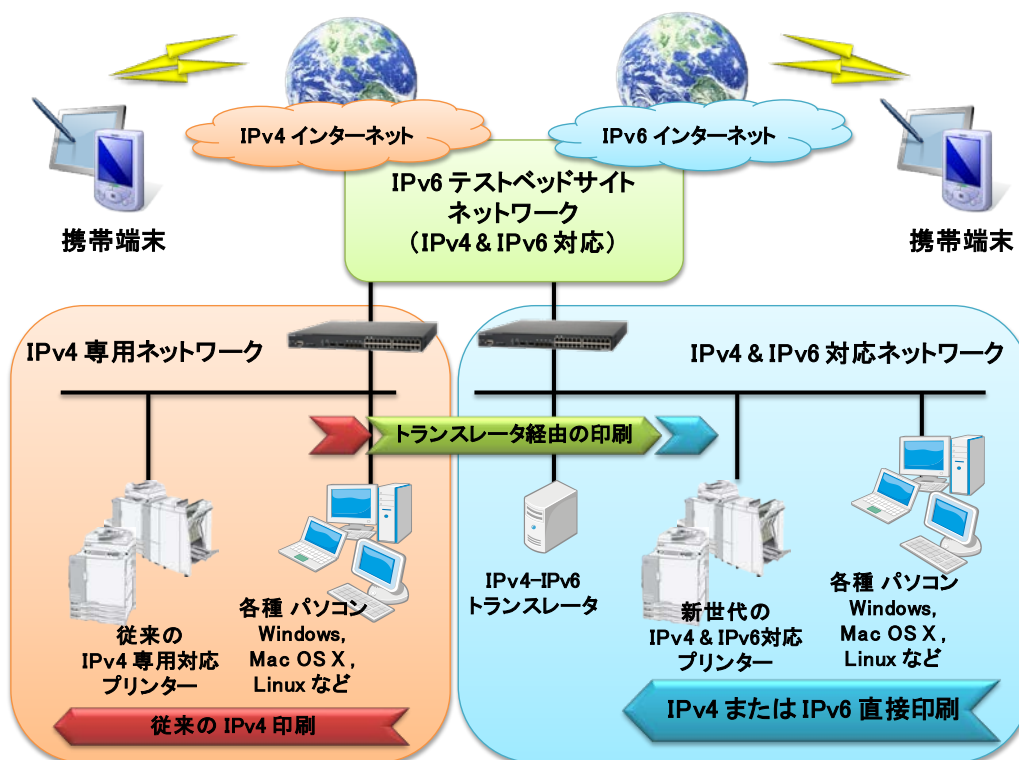 IPv4 インターネット
IPv6 インターネット
IPv6 テストベッドサイト
ネットワーク
（IPv4 & IPv6 対応）
携帯端末
携帯端末
IPv4 専用ネットワーク
IPv4 & IPv6 対応ネットワーク
トランスレータ経由の印刷
従来の
IPv4 専用対応
プリンター
各種 パソコン
Windows,
Mac OS X ,
Linux など
IPv4-IPv6
トランスレータ
新世代の
IPv4 & IPv6対応
プリンター
各種 パソコン
Windows,
Mac OS X ,
Linux など
従来の IPv4 印刷
IPv4 または IPv6 直接印刷